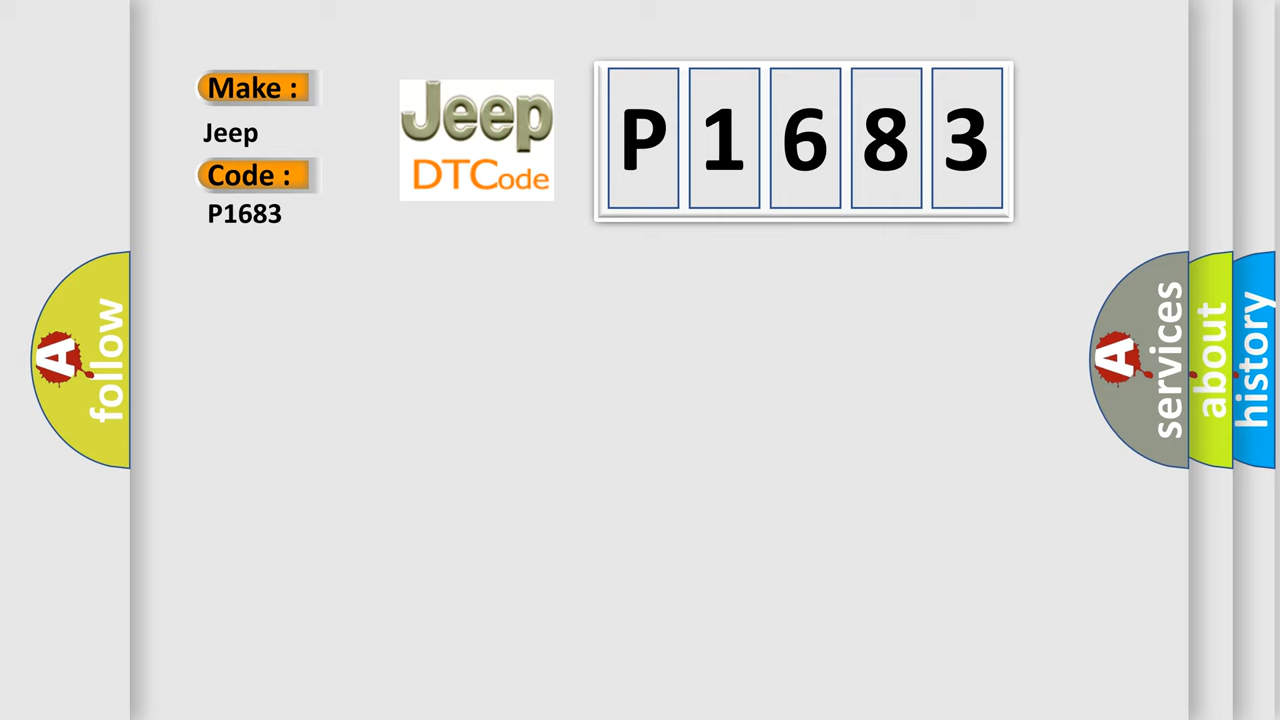 Make :
Jeep
Code :
P1683
Jeep
DTCode
P 1 6 8 3
A follow
A services
about
history